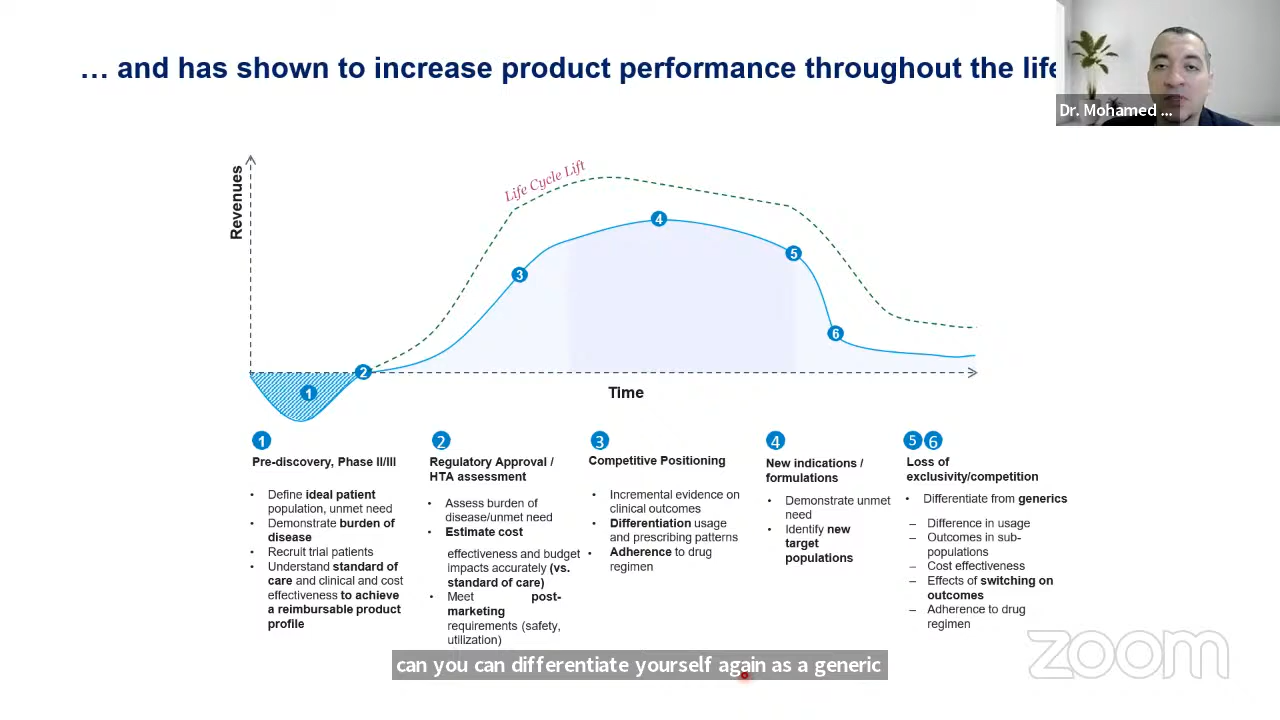 … and has shown to increase product performance throughout the life
Dr. Mohamed ...
Revenues
Life Cycle Lift
1
2
3
4
5
6
Time
1
Pre-discovery, Phase II/III
• Define ideal patient
population, unmet need
• Demonstrate burden of
disease
• Recruit trial patients
• Understand standard of
care and clinical and cost
effectiveness to achieve
a reimbursable product
profile
2
Regulatory Approval /
HTA assessment
• Assess burden of
disease/unmet need
• Estimate cost
effectiveness and budget
impacts accurately (vs.
standard of care)
• Meet post-
marketing
requirements (safety,
utilization)
3
Competitive Positioning
• Incremental evidence on
clinical outcomes
• Differentiation usage
and prescribing patterns
• Adherence to drug
regimen
4
New indications /
formulations
• Demonstrate unmet
need
• Identify new
target
populations
5 6
Loss of
exclusivity/competition
• Differentiate from generics
– Difference in usage
– Outcomes in sub-
populations
– Cost effectiveness
– Effects of switching on
outcomes
– Adherence to drug
regimen
zoom
can you can differentiate yourself again as a generic